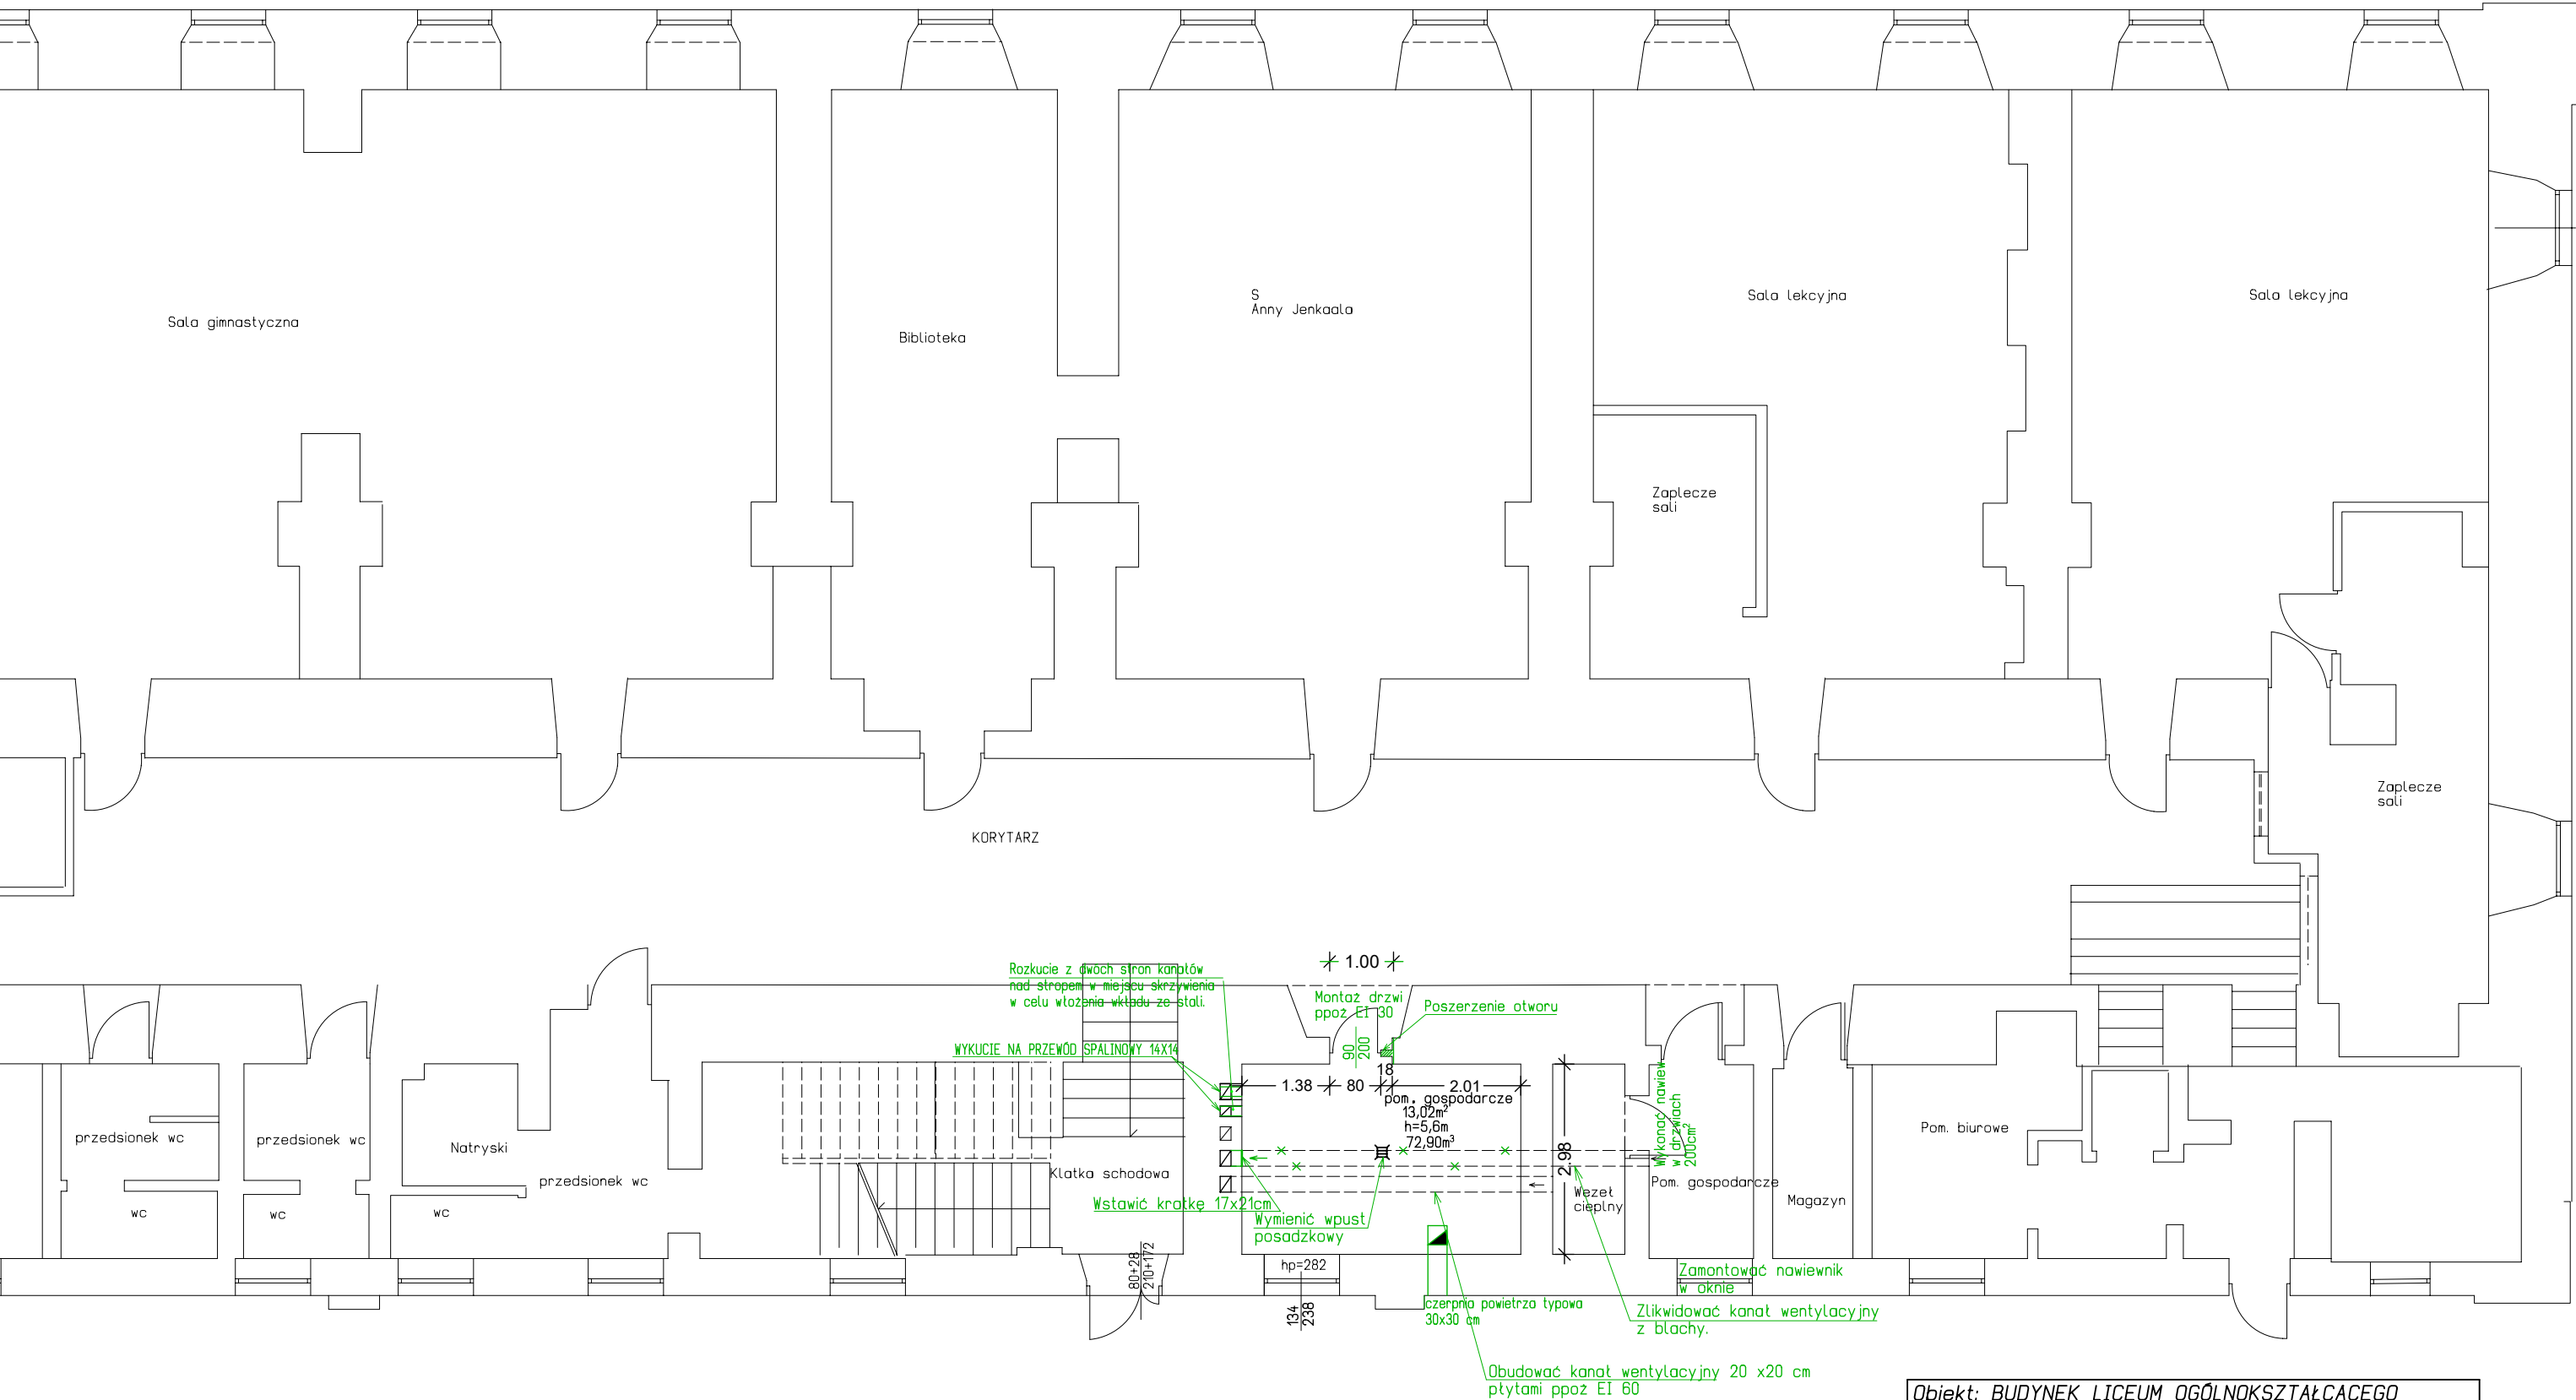 Sala gimnastyczna
Biblioteka
S
Anny Jenkaala
Sala lekcyjna
Sala lekcyjna
Zaplecze
sali
Zaplecze
sali
KORYTARZ
Rozkucie z dwóch stron kanałów
nad stropem w miejscu skrzywienia
w celu włożenia wkładu ze stali.
1.00
Montaż drzwi
ppoż EI 30
Poszerzenie otworu
90
200
WYKUCIE NA PRZEWÓD SPALINOWY 14X14
18
1.38
80
2.01
pom. gospodarcze
13,02m²
h=5,6m
72,90m³
2.98
Wykonać nawiew
w drzwiach
200cm²
przedsionek wc
przedsionek wc
Natryski
przedsionek wc
Klatka schodowa
Pom. biurowe
Pom. gospodarcze
Magazyn
Węzeł
cieplny
wc
wc
wc
Wstawić kratkę 17x21cm
Wymienić wpust
posadzkowy
80+28
210+172
hp=282
134
238
Zamontować nawiewnik
w oknie
czerpnia powietrza typowa
30x30 cm
Zlikwidować kanał wentylacyjny
z blachy.
Obudować kanał wentylacyjny 20 x20 cm
płytami ppoż EI 60
Obiekt: BUDYNEK LICEUM OGÓLNOKSZTAŁCĄCEGO